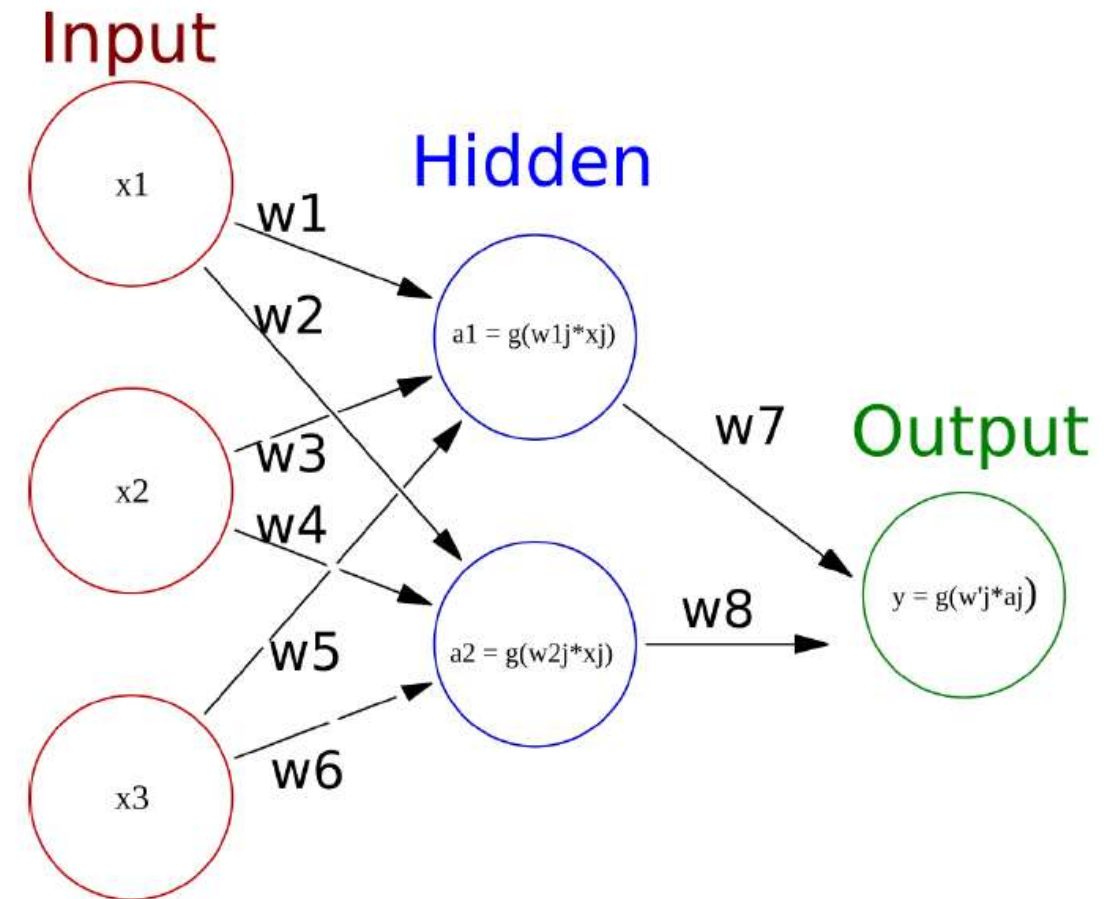 Input
x1
w1
w2
x2
w3
w4
w5
x3
w6
Hidden
a1 = g(w1j*xj)
a2 = g(w2j*xj)
w7
w8
Output
y = g(w'j*aj)